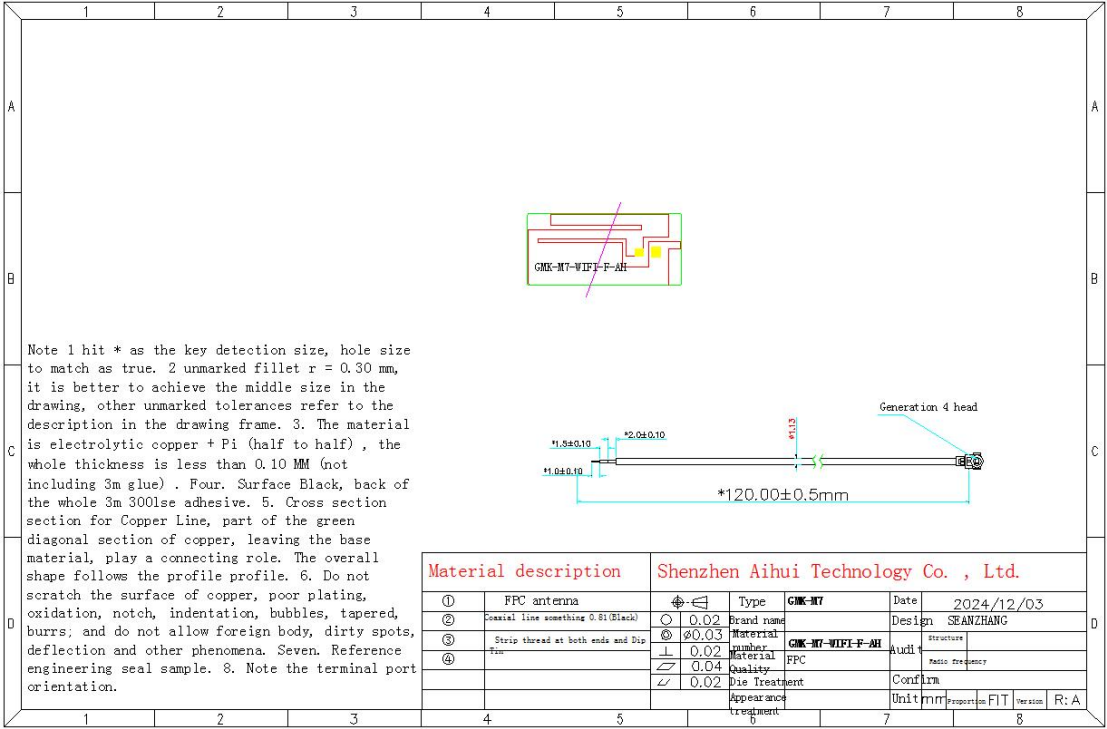 1 2 3 4 5 6 7 8
A A
GMK-M7-WIFI-F-AH
B B
Note 1 hit * as the key detection size, hole size
to match as true. 2 unmarked fillet r = 0.30 mm,
it is better to achieve the middle size in the
drawing, other unmarked tolerances refer to the
description in the drawing frame. 3. The material
is electrolytic copper + Pi (half to half) , the
whole thickness is less than 0.10 MM (not
including 3m glue) . Four. Surface Black, back of
the whole 3m 300lse adhesive. 5. Cross section
section for Copper Line, part of the green
diagonal section of copper, leaving the base
material, play a connecting role. The overall
shape follows the profile profile. 6. Do not
scratch the surface of copper, poor plating,
oxidation, notch, indentation, bubbles, tapered,
burrs; and do not allow foreign body, dirty spots,
deflection and other phenomena. Seven. Reference
engineering seal sample. 8. Note the terminal port
orientation.
Generation 4 head
ø1.13
*2.0±0.10
*1.8±0.10
*1.0±0.10
C C
*120.00±0.5mm
Material description
Shenzhen Aihui Technology Co. , Ltd.
① FPC antenna
② Coaxial line something 0.81(Black)
③ Strip thread at both ends and Dip
Tin
④
0.02
ø0.03
0.02
0.04
0.02
Type GMK-M7
Brand name
Material
number GMK-M7-WIFI-F-AH
Material
Quality FPC
Die Treatment
Appearance
treatment
Date 2024/12/03
Design SEANZHANG
Audit Structure
Radio frequency
Confirm
Unit mm Proportion FIT Version R:A
D D
1 2 3 4 5 6 7 8